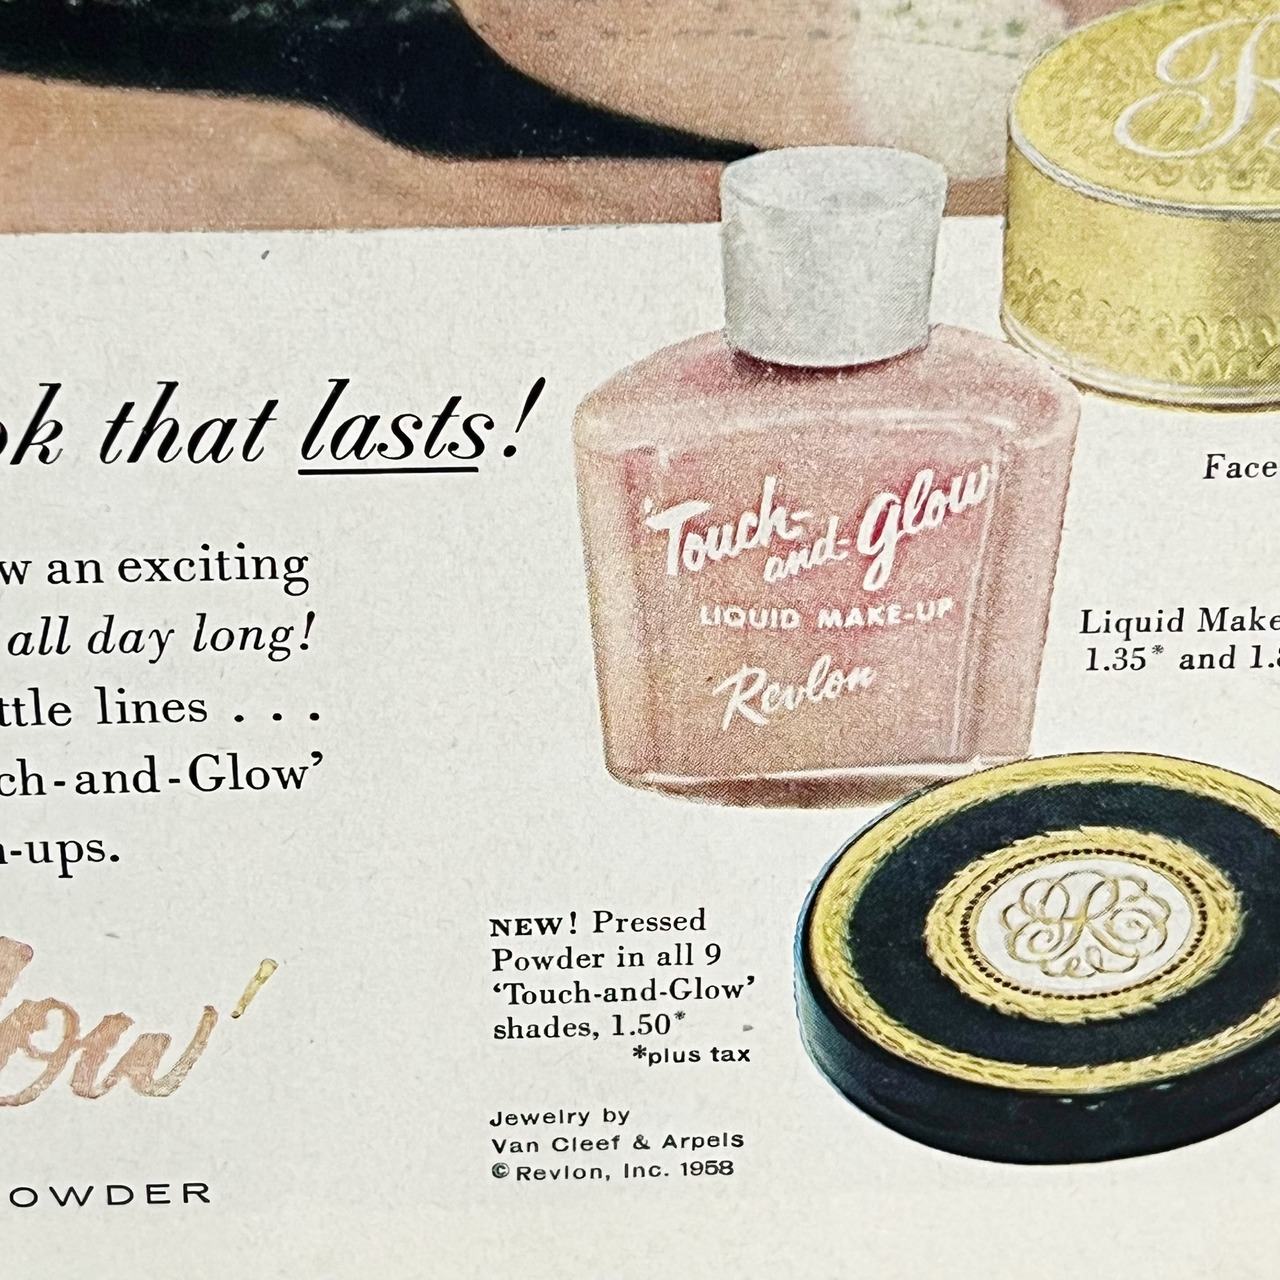 ok that lasts!
w an exciting
all day long!
ttle lines . . .
ch-and-Glow’
-ups.
low’
OWDER
‘Touch-
and-Glow
LIQUID MAKE-UP
Revlon
Face
Liquid Make
1.35* and 1.
NEW! Pressed
Powder in all 9
‘Touch-and-Glow’
shades, 1.50*
*plus tax
Jewelry by
Van Cleef & Arpels
© Revlon, Inc. 1958
R